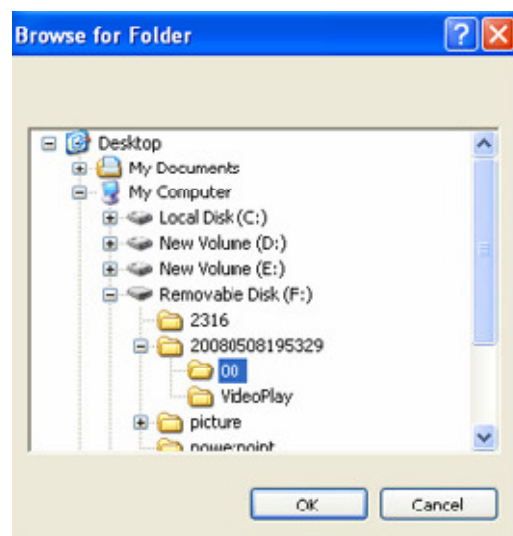 Browse for Folder
Desktop
My Documents
My Computer
Local Disk (C:)
New Volume (D:)
New Volume (E:)
Removable Disk (F:)
2316
20080508195329
00
VideoPlay
picture
powerpoint
OK
Cancel